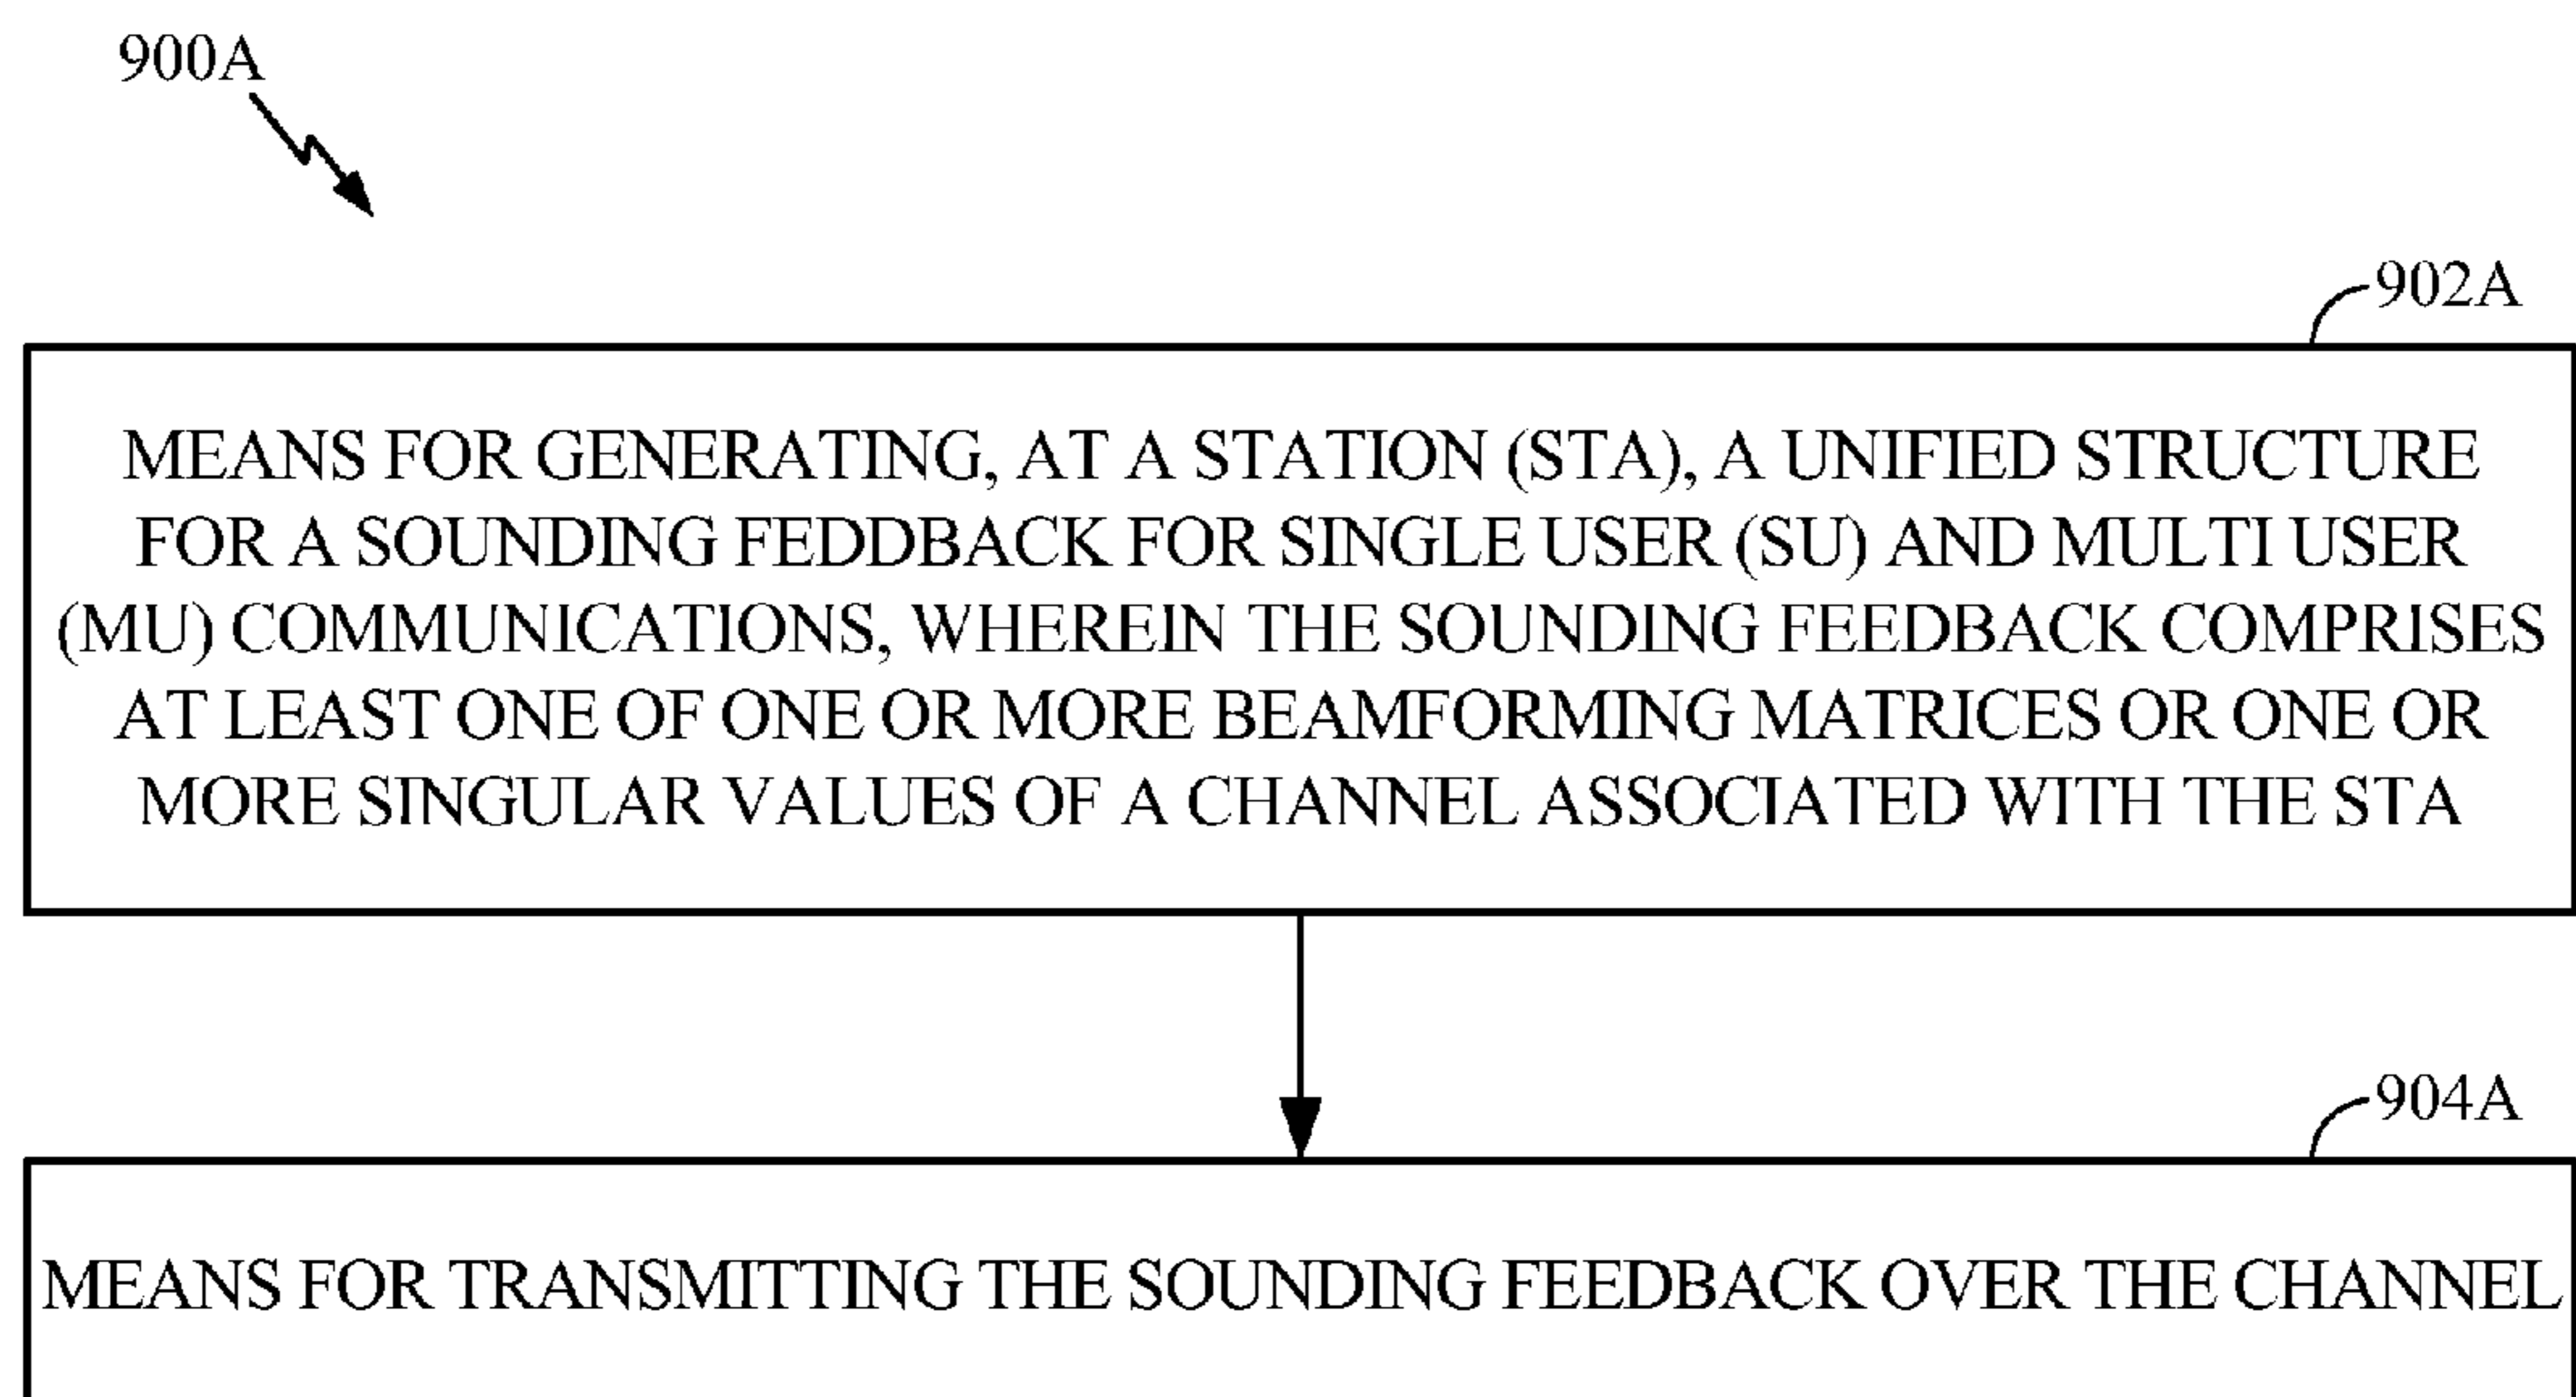 900A
902A
MEANS FOR GENERATING, AT A STATION (STA), A UNIFIED STRUCTURE
FOR A SOUNDING FEDDBACK FOR SINGLE USER (SU) AND MULTI USER
(MU) COMMUNICATIONS, WHEREIN THE SOUNDING FEEDBACK COMPRISES
AT LEAST ONE OF ONE OR MORE BEAMFORMING MATRICES OR ONE OR
MORE SINGULAR VALUES OF A CHANNEL ASSOCIATED WITH THE STA
904A
MEANS FOR TRANSMITTING THE SOUNDING FEEDBACK OVER THE CHANNEL